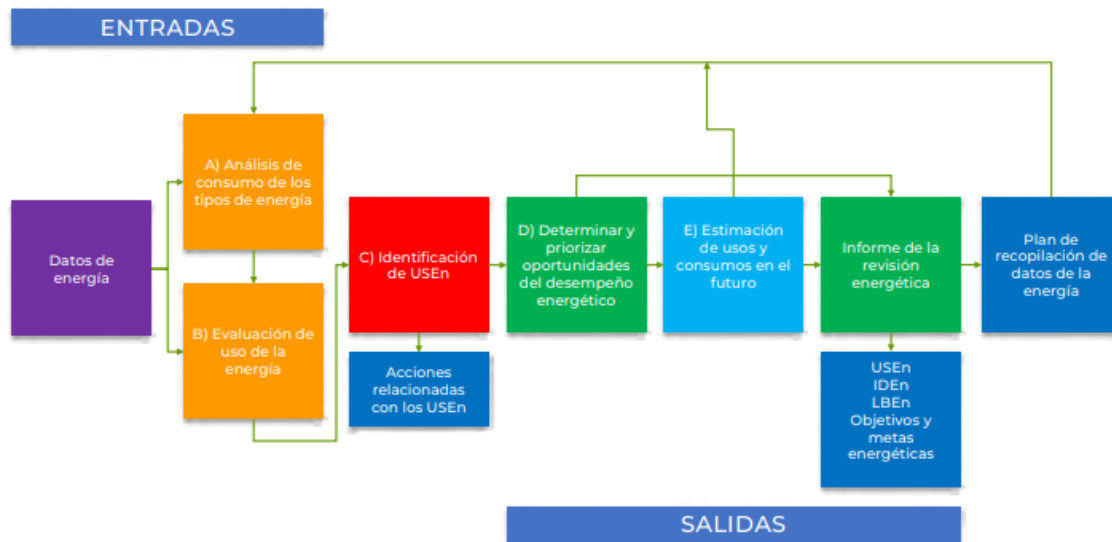 ENTRADAS
Datos de
energía
A) Análisis de
consumo de los
tipos de energía
B) Evaluación de
uso de la
energía
C) Identificación
de USEn
Acciones
relacionadas
con los USEn
D) Determinar y
priorizar
oportunidades
del desempeño
energético
E) Estimación
de usos y
consumos en el
futuro
Informe de la
revisión
energética
USEn
IDEn
LBEn
Objetivos y
metas
energéticas
Plan de
recopilación de
datos de la
energía
SALIDAS